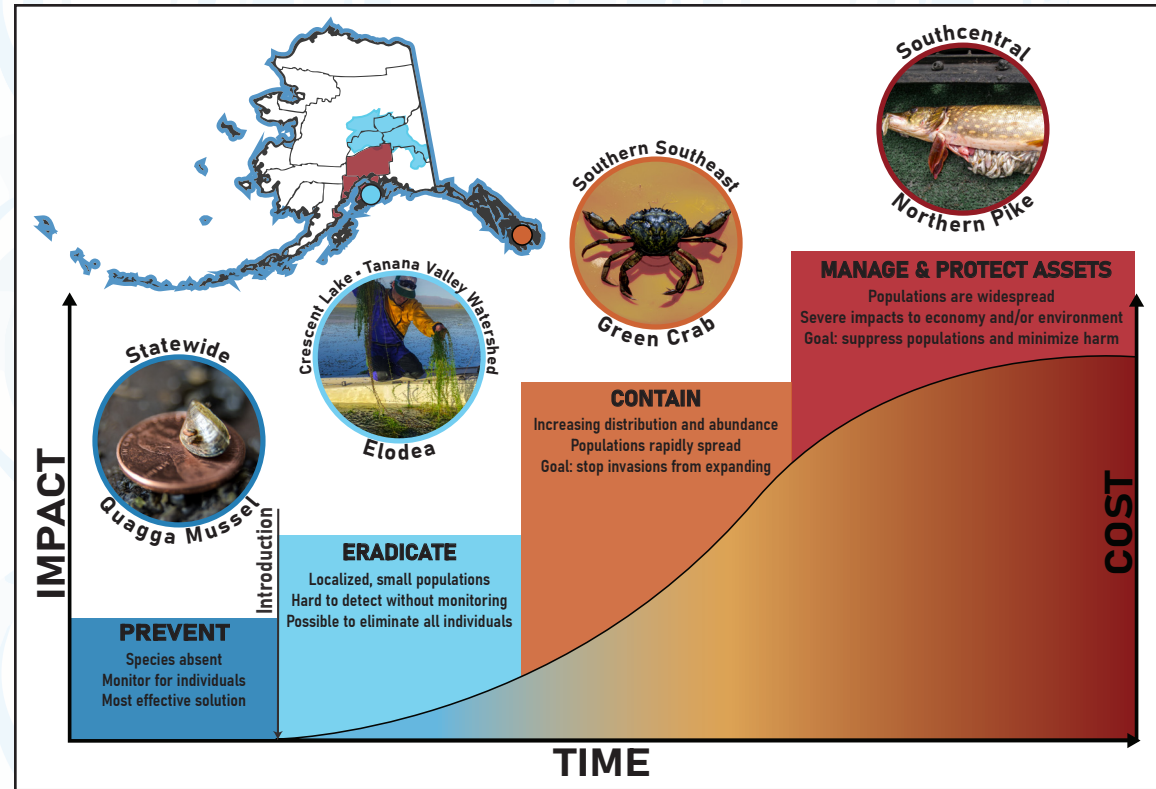 Southcentral
Northern Pike
Southern Southeast
Green Crab
Crescent Lake • Tanana Valley Watershed
Elodea
Statewide
Quagga Mussel
IMPACT
COST
TIME
Introduction
PREVENT
Species absent
Monitor for individuals
Most effective solution
ERADICATE
Localized, small populations
Hard to detect without monitoring
Possible to eliminate all individuals
CONTAIN
Increasing distribution and abundance
Populations rapidly spread
Goal: stop invasions from expanding
MANAGE & PROTECT ASSETS
Populations are widespread
Severe impacts to economy and/or environment
Goal: suppress populations and minimize harm